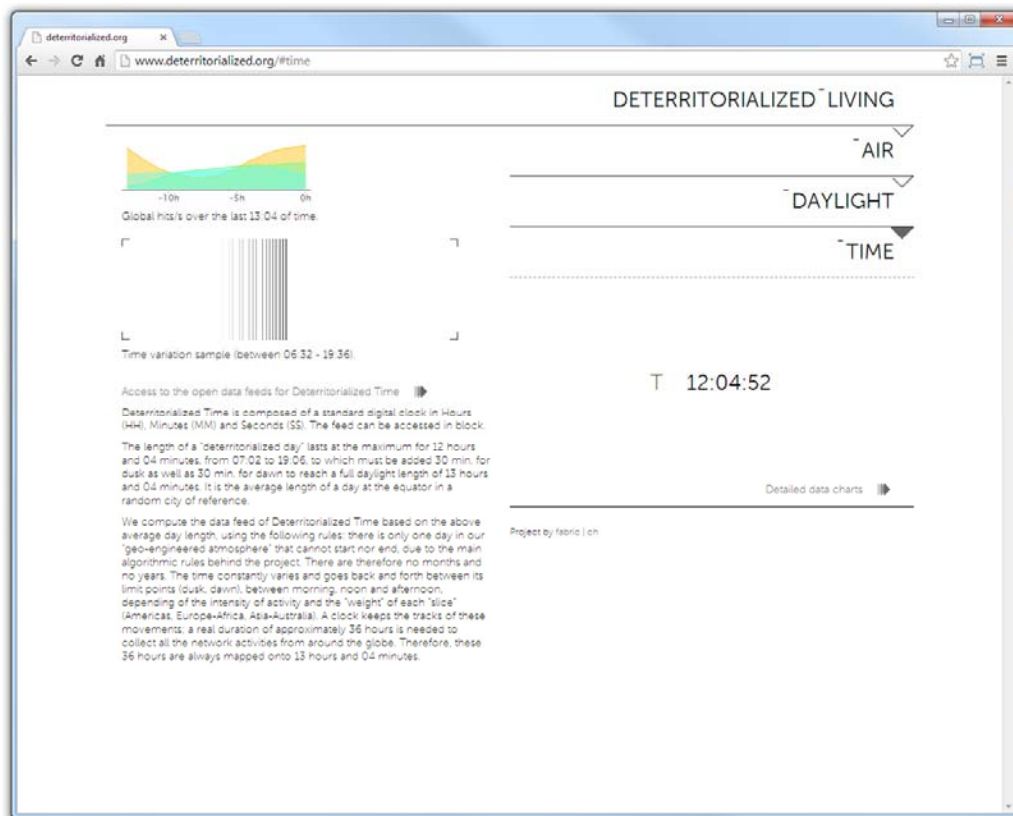 deterritorialized.org
www.deterritorialized.org/#time
DETERRITORIALIZED¯LIVING
¯AIR
¯DAYLIGHT
¯TIME
-10h -5h 0h
Global hits/s over the last 13:04 of time.
Time variation sample (between 06:32 - 19:36).
Access to the open data feeds for Deterritorialized Time
Deterritorialized Time is composed of a standard digital clock in Hours
(HH), Minutes (MM) and Seconds (SS). The feed can be accessed in block.
The length of a "deterritorialized day" lasts at the maximum for 12 hours
and 04 minutes, from 07:02 to 19:06, to which must be added 30 min. for
dusk as well as 30 min. for dawn to reach a full daylight length of 13 hours
and 04 minutes. It is the average length of a day at the equator in a
random city of reference.
We compute the data feed of Deterritorialized Time based on the above
average day length, using the following rules: there is only one day in our
"geo-engineered atmosphere" that cannot start nor end, due to the main
algorithmic rules behind the project. There are therefore no months and
no years. The time constantly varies and goes back and forth between its
limit points (dusk, dawn), between morning, noon and afternoon,
depending of the intensity of activity and the "weight" of each "slice"
(Americas, Europe-Africa, Asia-Australia). A clock keeps the tracks of these
movements: a real duration of approximately 36 hours is needed to
collect all the network activities from around the globe. Therefore, these
36 hours are always mapped onto 13 hours and 04 minutes.
T 12:04:52
Detailed data charts
Project by fabric | ch